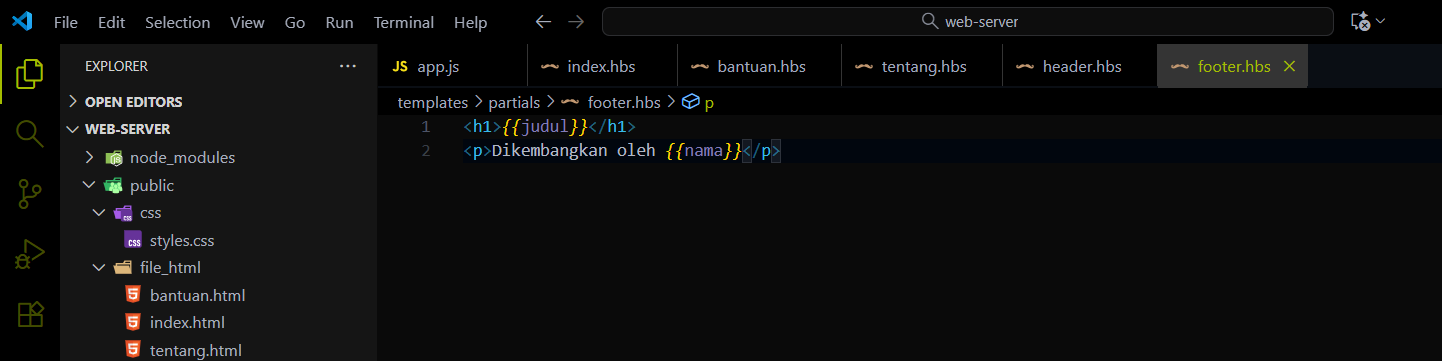 File Edit Selection View Go Run Terminal Help web-server
EXPLORER
OPEN EDITORS
WEB-SERVER
node_modules
public
css
styles.css
file_html
bantuan.html
index.html
tentang.html
JS app.js index.hbs bantuan.hbs tentang.hbs header.hbs footer.hbs
templates > partials > footer.hbs > p
1 <h1>{{judul}}</h1>
2 <p>Dikembangkan oleh {{nama}}</p>